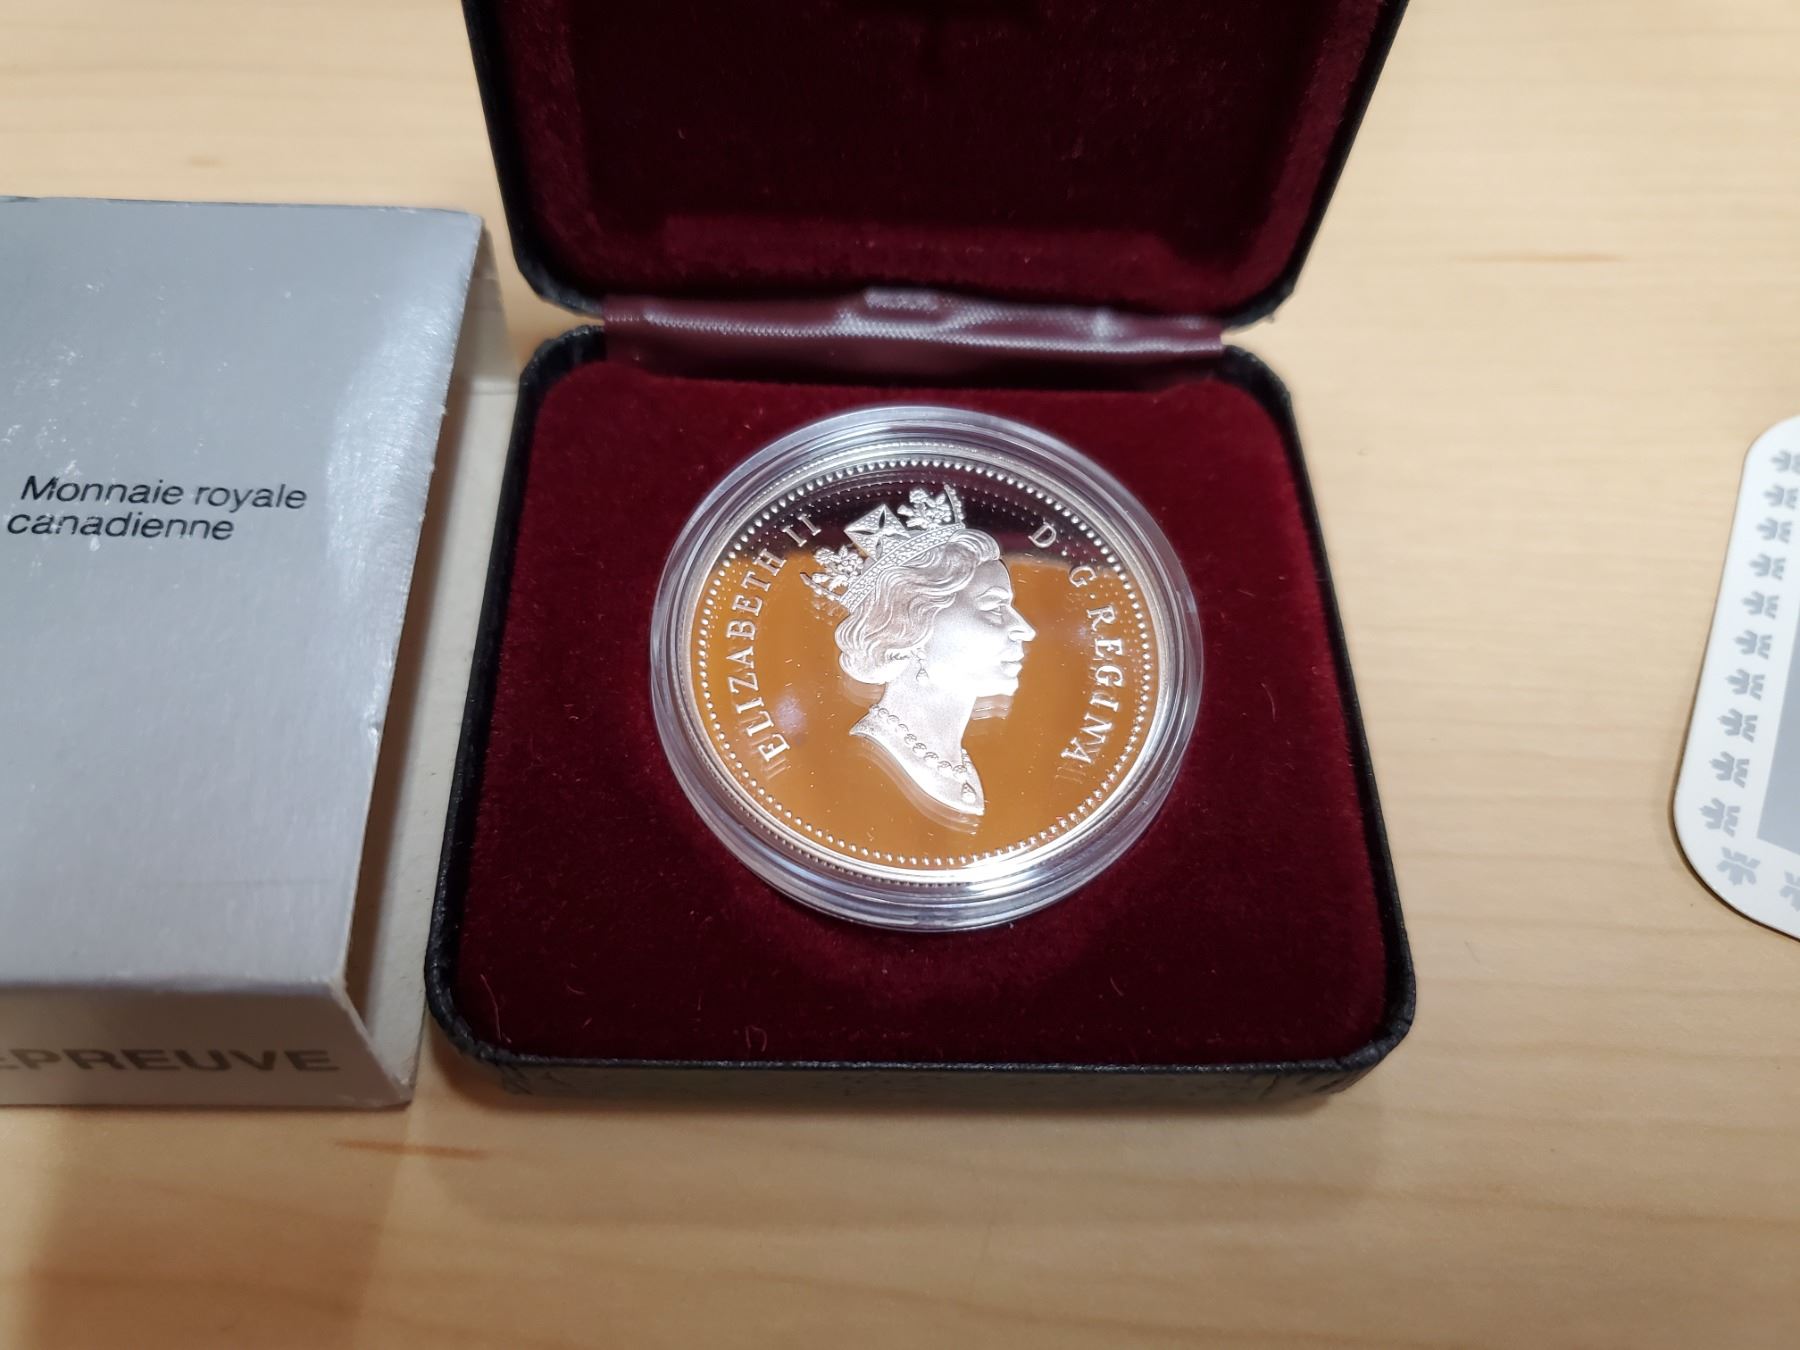 Monnaie royale
canadienne
EPREUVE
ELIZABETH II D·G·REGINA